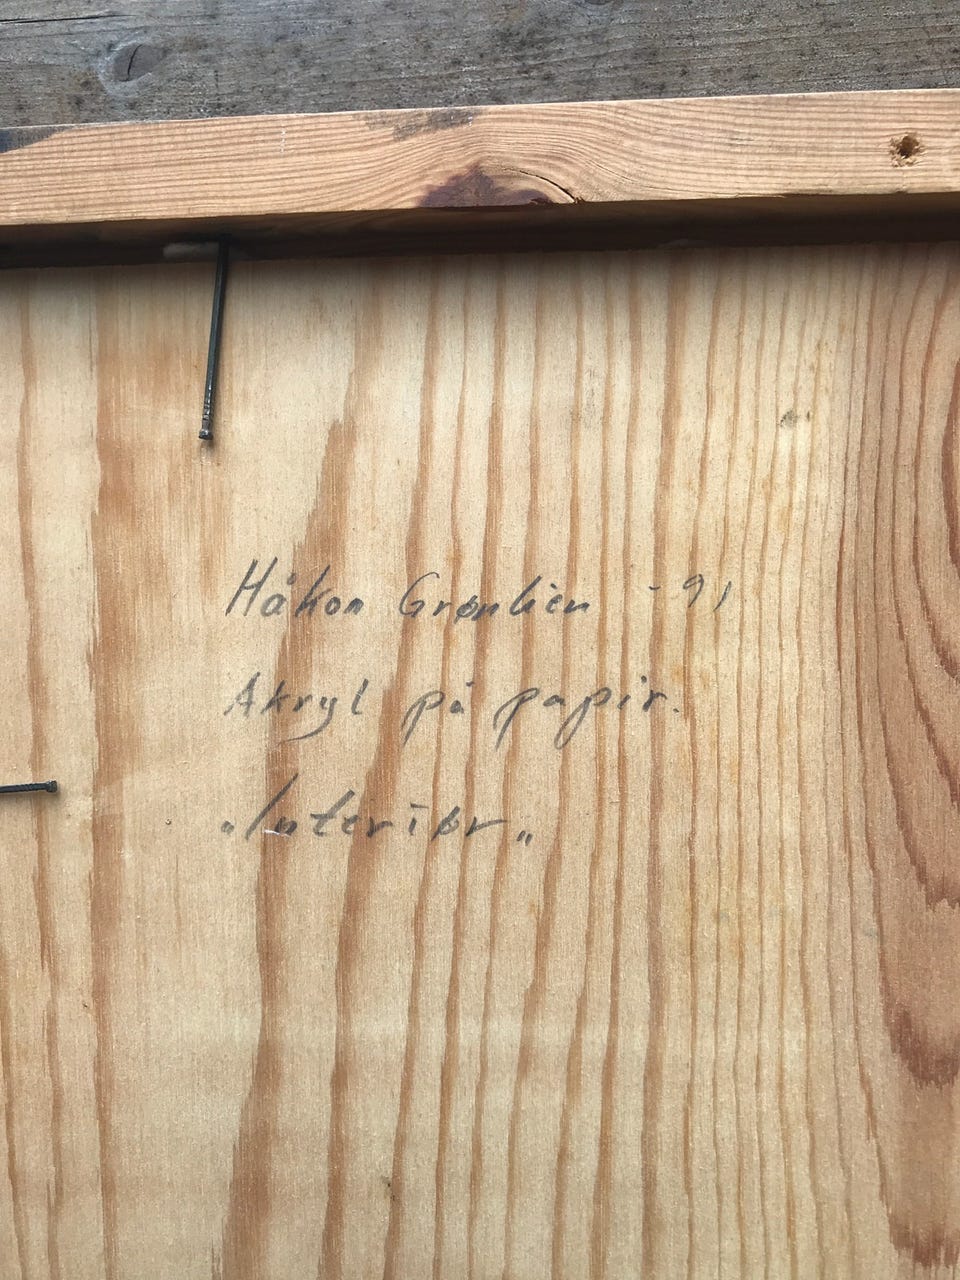 Håkon Grønlien -91
Akryl på papir.
„Interiør„